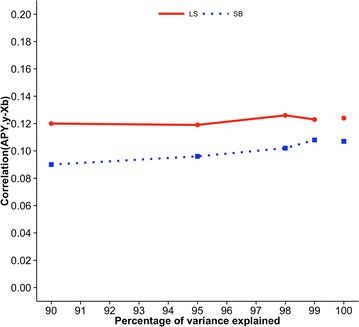 LS SB
Correlation(APY,y-Xb)
0.20
0.18
0.16
0.14
0.12
0.10
0.08
0.06
0.04
0.02
0.00
90 91 92 93 94 95 96 97 98 99 100
Percentage of variance explained